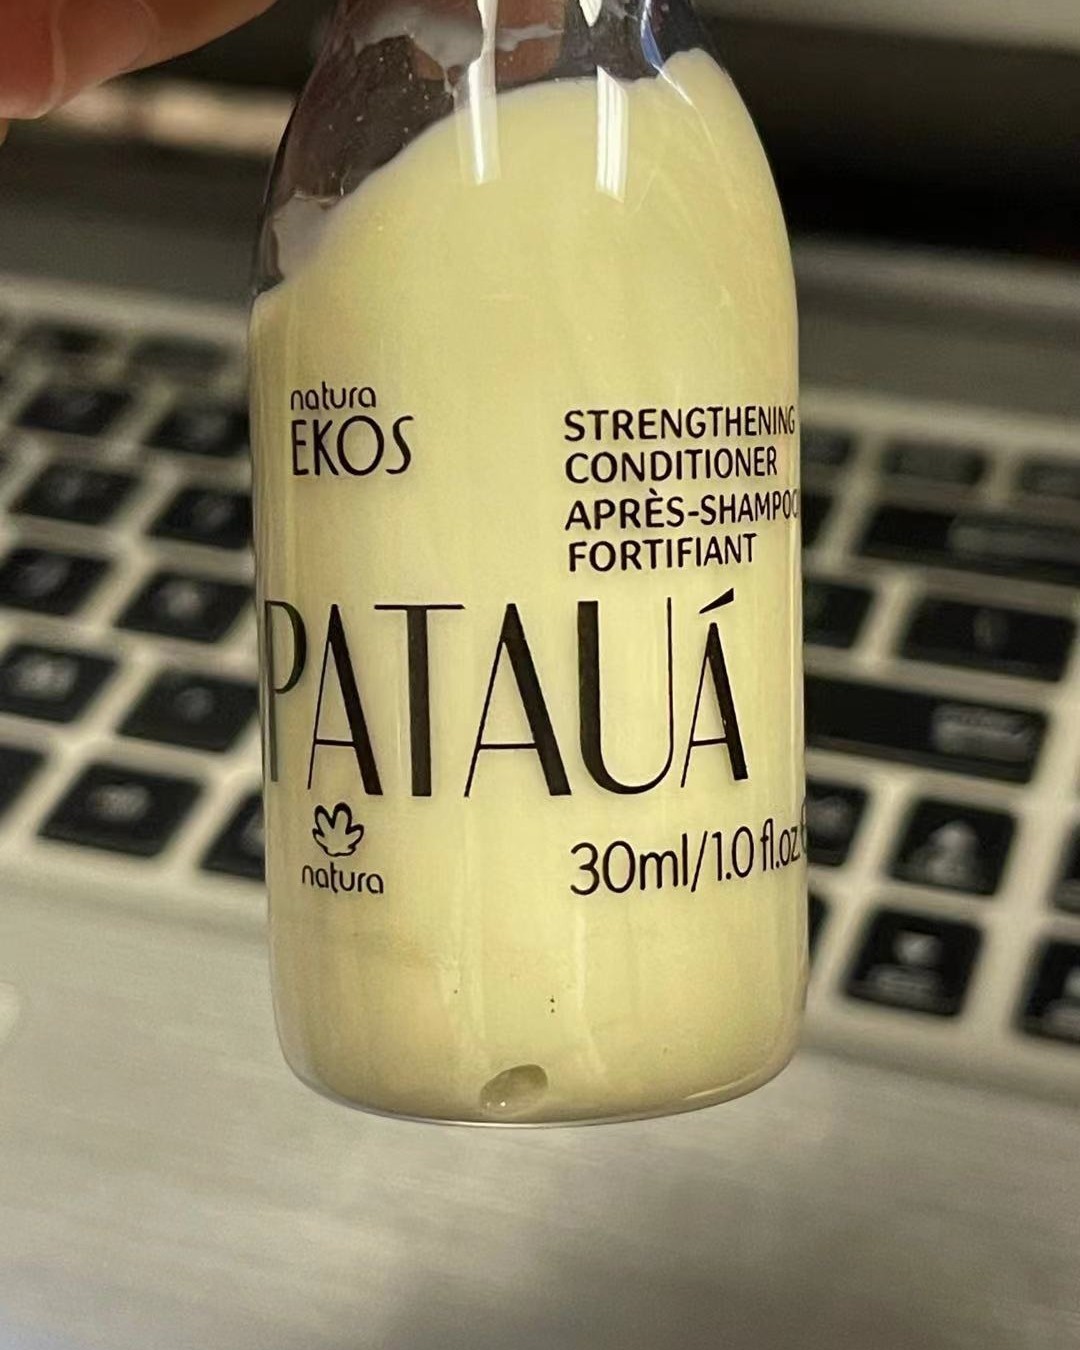 natura
EKOS
STRENGTHENING
CONDITIONER
APRÈS-SHAMPOO
FORTIFIANT
PATAUÁ
natura
30ml/1.0 fl.oz